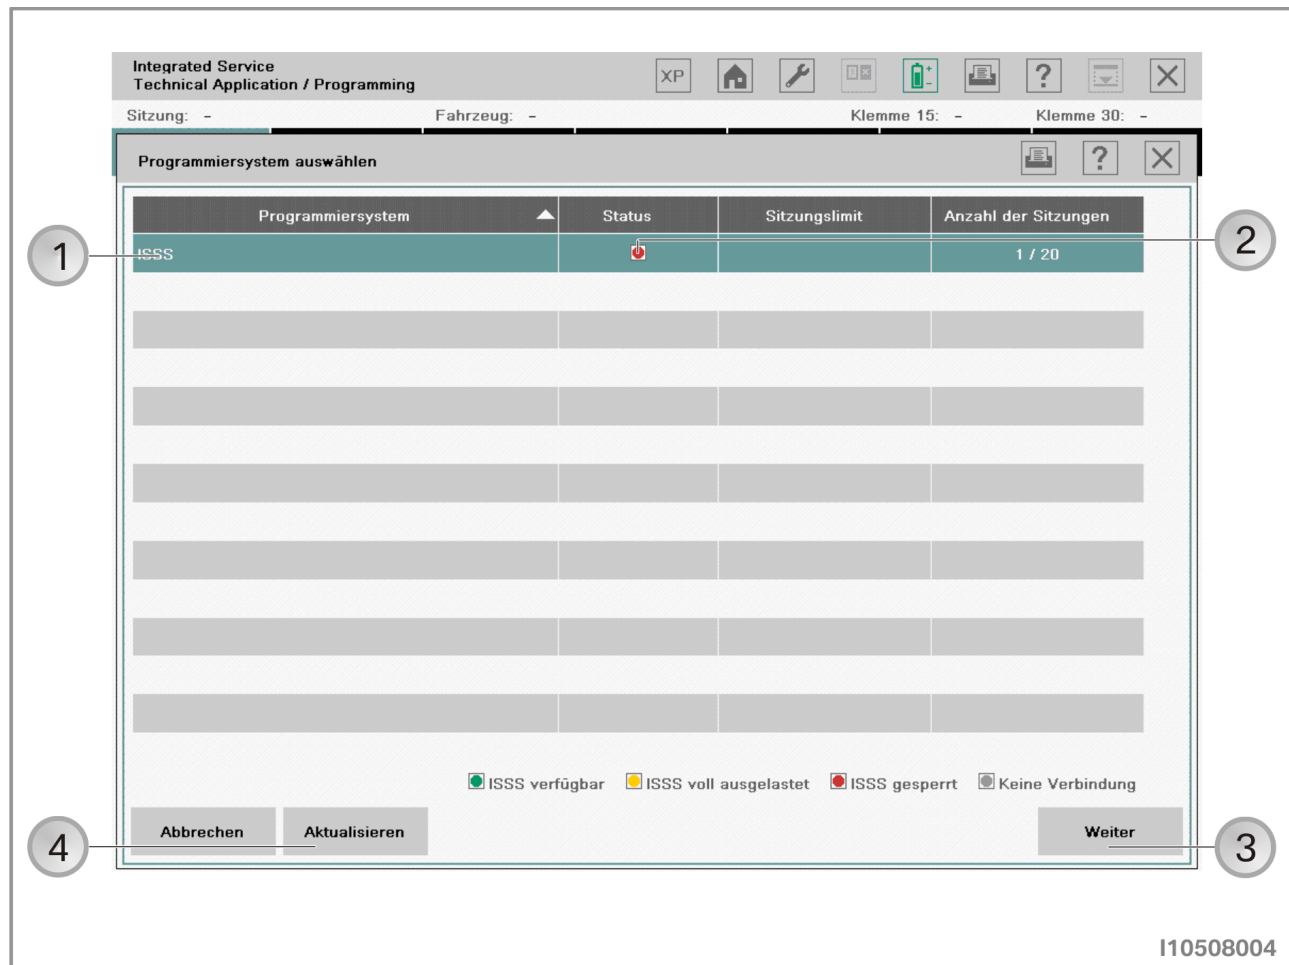 Integrated Service
Technical Application / Programming
XP
?
Sitzung: -
Fahrzeug: -
Klemme 15: -
Klemme 30: -
Programmiersystem auswählen
?
Programmiersystem
Status
Sitzungslimit
Anzahl der Sitzungen
ISSS
1 / 20
1
2
ISSS verfügbar
ISSS voll ausgelastet
ISSS gesperrt
Keine Verbindung
Abbrechen
Aktualisieren
Weiter
4
3
I10508004